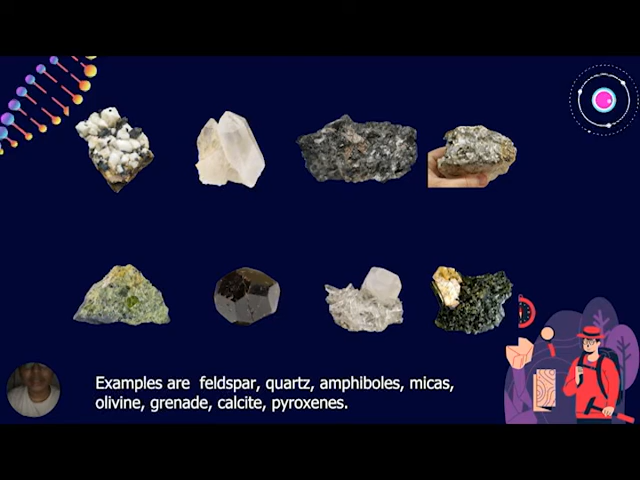 Examples are  feldspar, quartz, amphiboles, micas,
olivine, grenade, calcite, pyroxenes.